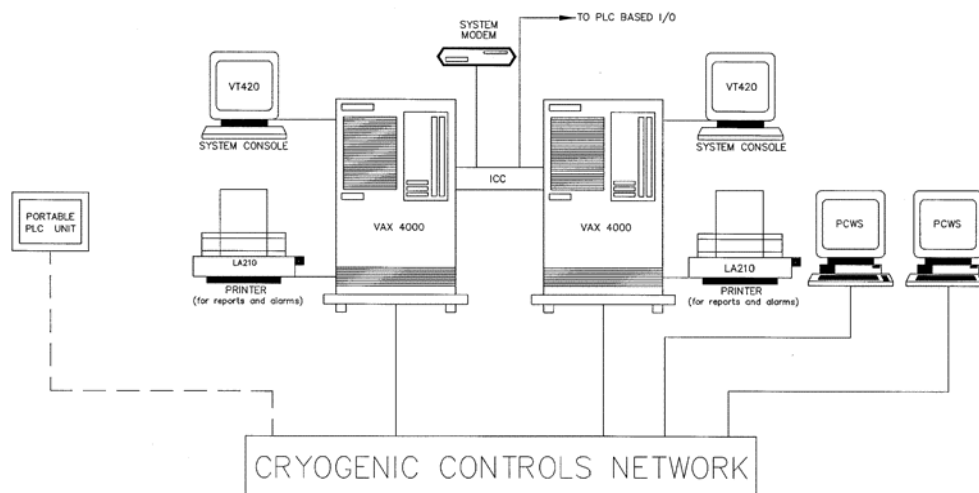 TO PLC BASED I/O
SYSTEM
MODEM
VT420
SYSTEM CONSOLE
VT420
SYSTEM CONSOLE
ICC
PORTABLE
PLC UNIT
VAX 4000
VAX 4000
PCWS
PCWS
LA210
PRINTER
(for reports and alarms)
LA210
PRINTER
(for reports and alarms)
CRYOGENIC CONTROLS NETWORK